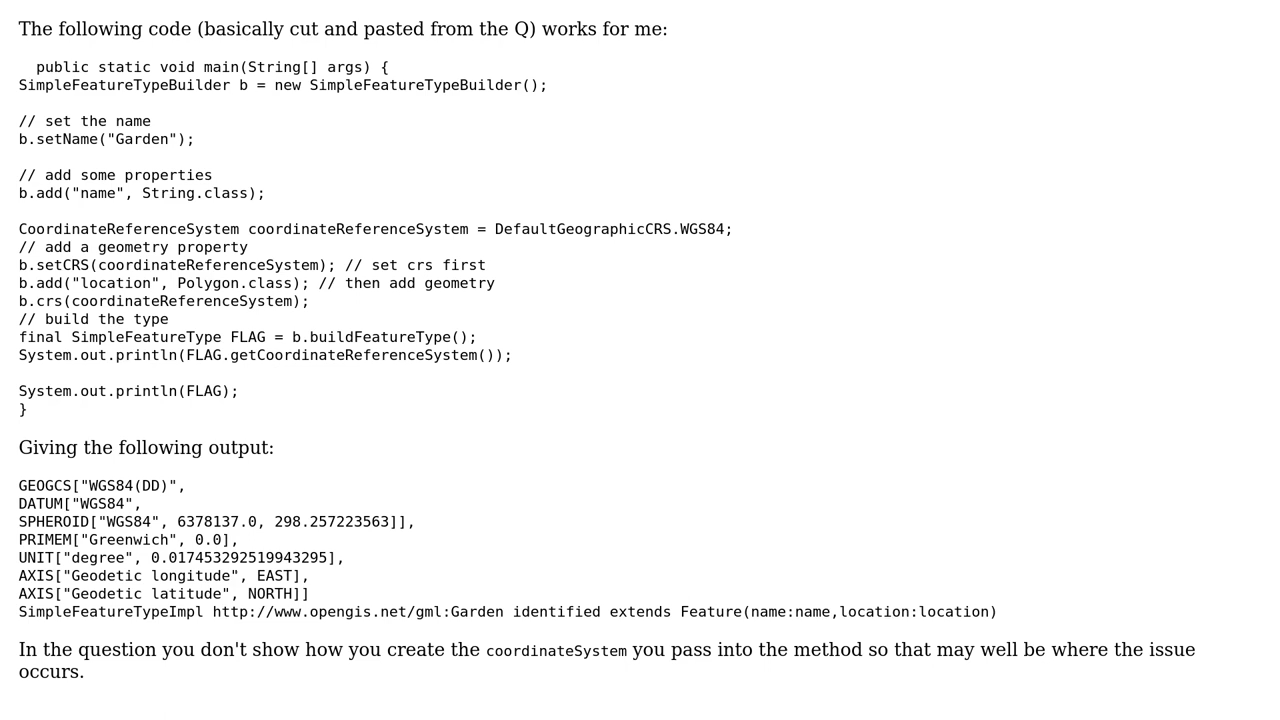 The following code (basically cut and pasted from the Q) works for me:
public static void main(String[] args) {
SimpleFeatureTypeBuilder b = new SimpleFeatureTypeBuilder();
// set the name
b.setName("Garden");
// add some properties
b.add("name", String.class);
CoordinateReferenceSystem coordinateReferenceSystem = DefaultGeographicCRS.WGS84;
// add a geometry property
b.setCRS(coordinateReferenceSystem); // set crs first
b.add("location", Polygon.class); // then add geometry
b.crs(coordinateReferenceSystem);
// build the type
final SimpleFeatureType FLAG = b.buildFeatureType();
System.out.println(FLAG.getCoordinateReferenceSystem());
System.out.println(FLAG);
}
Giving the following output:
GEOGCS["WGS84(DD)",
DATUM["WGS84",
SPHEROID["WGS84", 6378137.0, 298.257223563]],
PRIMEM["Greenwich", 0.0],
UNIT["degree", 0.017453292519943295],
AXIS["Geodetic longitude", EAST],
AXIS["Geodetic latitude", NORTH]]
SimpleFeatureTypeImpl http://www.opengis.net/gml:Garden identified extends Feature(name:name,location:location)
In the question you don't show how you create the coordinateSystem you pass into the method so that may well be where the issue
occurs.